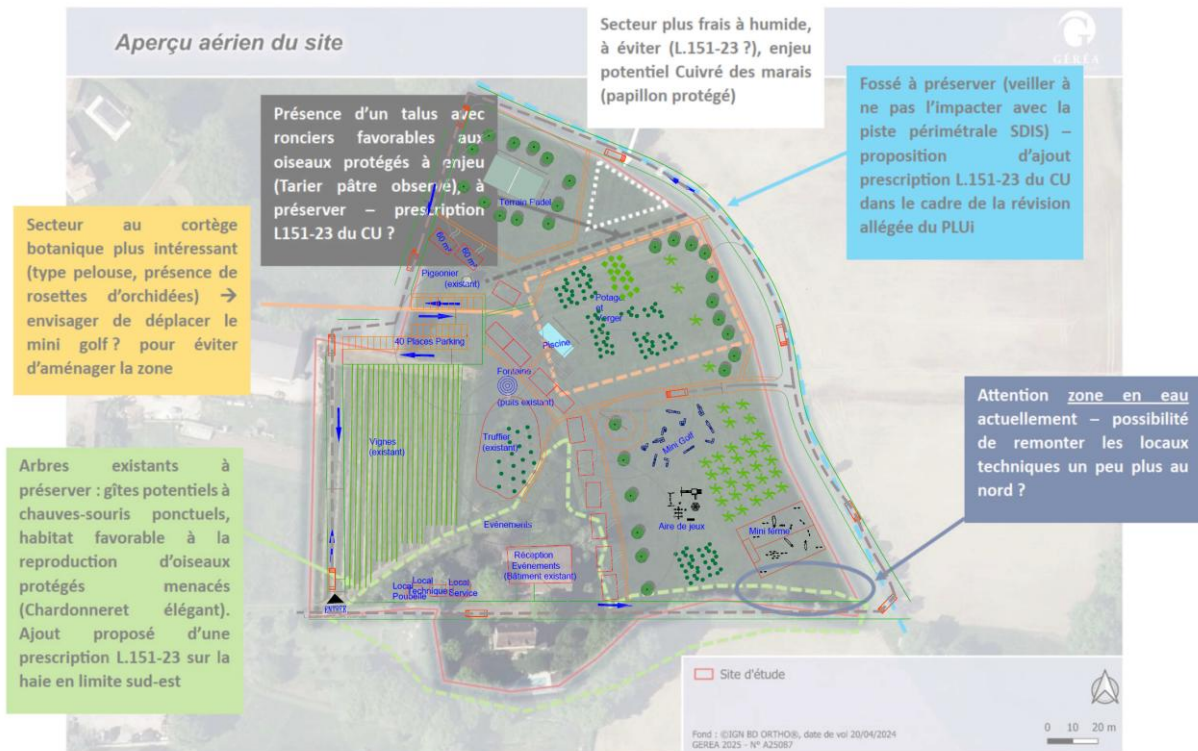 Aperçu aérien du site
GEREA
Secteur plus frais à humide,
à éviter (L.151-23 ?), enjeu
potentiel Cuivré des marais
(papillon protégé)
Fossé à préserver (veiller à
ne pas l'impacter avec la
piste périmétrale SDIS) –
proposition d'ajout
prescription L.151-23 du CU
dans le cadre de la révision
allégée du PLUi
Présence d'un talus avec
ronciers favorables aux
oiseaux protégés à enjeu
(Tarier pâtre observé), à
préserver – prescription
L151-23 du CU ?
Secteur au cortège
botanique plus intéressant
(type pelouse, présence de
rosettes d'orchidées) →
envisager de déplacer le
mini golf ? pour éviter
d'aménager la zone
Attention zone en eau
actuellement – possibilité
de remonter les locaux
techniques un peu plus au
nord ?
Arbres existants à
préserver : gîtes potentiels à
chauves-souris ponctuels,
habitat favorable à la
reproduction d'oiseaux
protégés menacés
(Chardonneret élégant).
Ajout proposé d'une
prescription L.151-23 sur la
haie en limite sud-est
Terrain Padel
60 m²
60 m²
Pigeonier
(existant)
Potager
et
Verger
Piscine
40 Places Parking
Fontaine
(puits existant)
Vignes
(existant)
Truffier
(existant)
Mini Golf
Aire de jeux
Mini ferme
Evénements
Réception
Evénements
(Bâtiment existant)
Local
Poubelle
Local
Technique
Local
Service
ENTRER
Site d'étude
Fond : ©IGN BD ORTHO®, date de vol 20/04/2024
GEREA 2025 - N° A25087
0 10 20 m